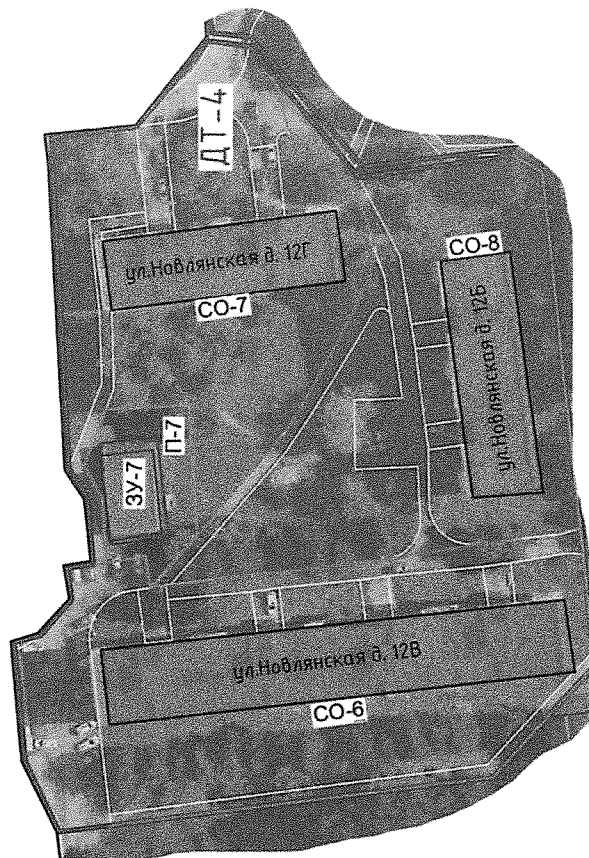 ДТ-4
ул.Новлянская д. 12Г
СО-7
СО-8
ул.Новлянская д. 12Б
П-7
ЗУ-7
ул.Новлянская д. 12В
СО-6